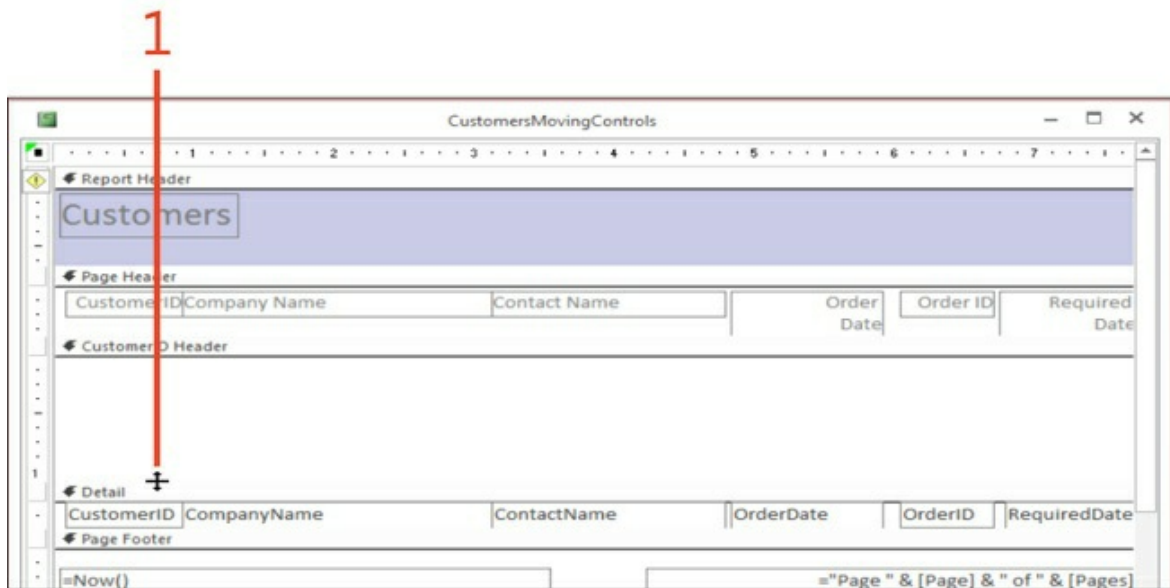 1
CustomersMovingControls
1 2 3 4 5 6 7
Report Header
Customers
Page Header
CustomerID Company Name Contact Name Order Date Order ID Required Date
CustomerID Header
1
Detail
CustomerID CompanyName ContactName OrderDate OrderID RequiredDate
Page Footer
=Now() ="Page " & [Page] & " of " & [Pages]